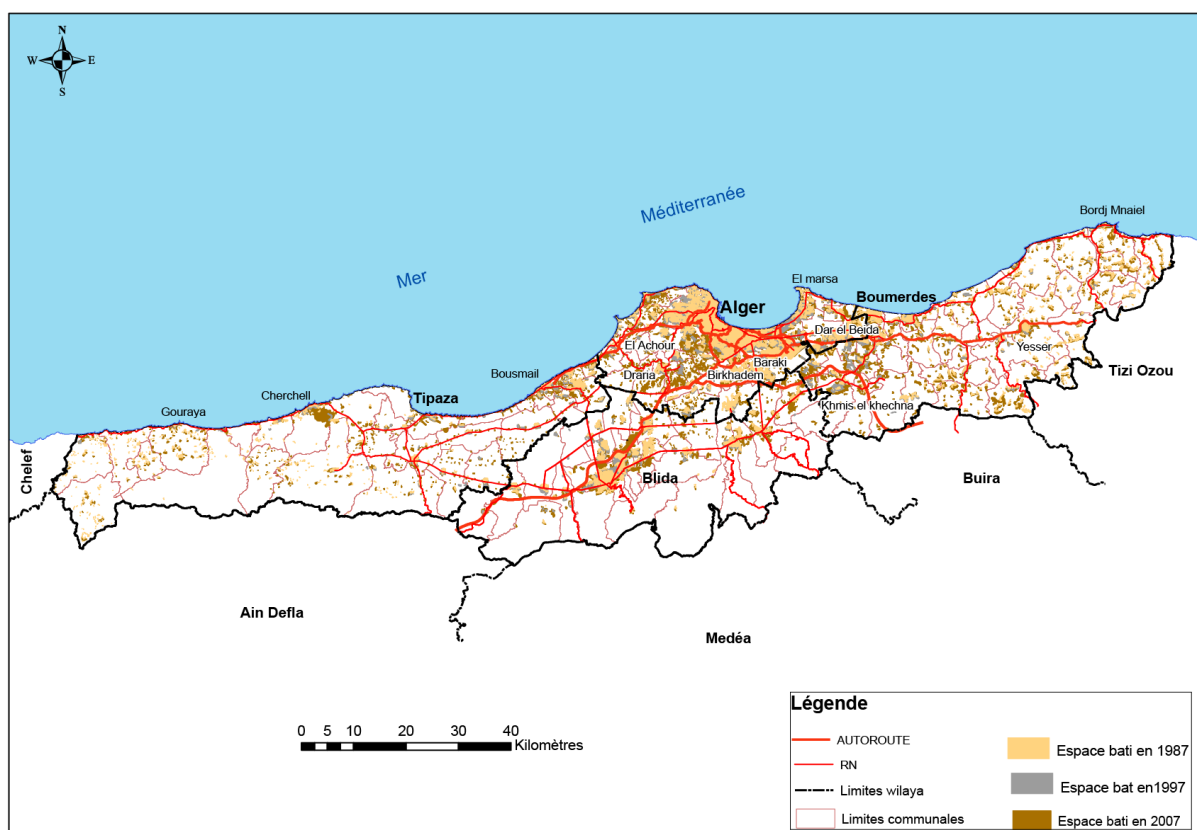 N
W E
S
Méditerranée
Mer
Bordj Mnaiel
El marsa
Alger
Boumerdes
Dar el Beida
El Achour
Yesser
Baraki
Draria
Birkhadem
Bousmail
Tizi Ozou
Cherchell
Tipaza
Gouraya
Khmis el khechna
Chelef
Blida
Buira
Ain Defla
Medéa
0 5 10 20 30 40
Kilomètres
Légende
AUTOROUTE
RN
Limites wilaya
Limites communales
Espace bati en 1987
Espace bat en1997
Espace bati en 2007